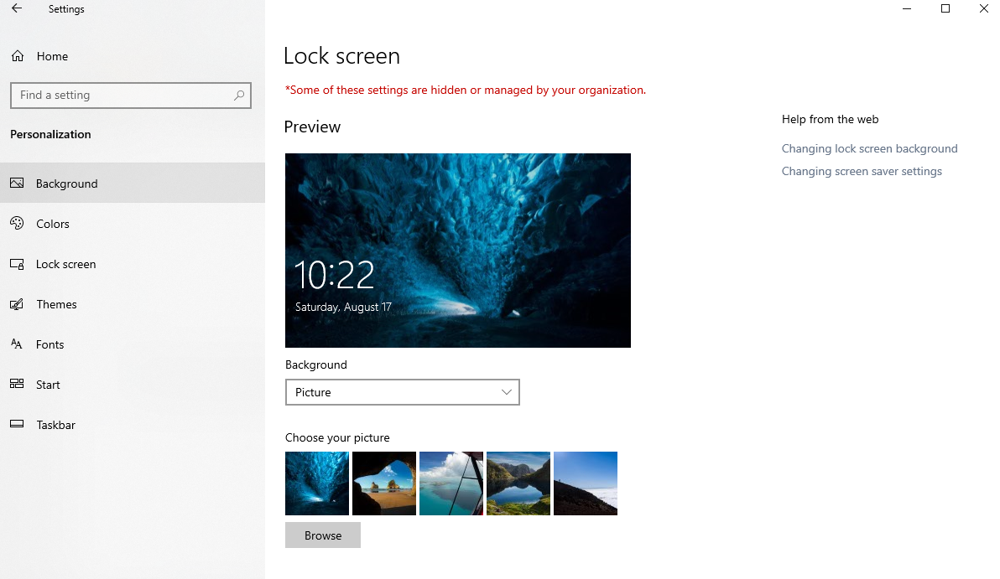 Settings
Home
Find a setting
Personalization
Background
Colors
Lock screen
Themes
Fonts
Start
Taskbar
Lock screen
*Some of these settings are hidden or managed by your organization.
Preview
10:22
Saturday, August 17
Background
Picture
Choose your picture
Browse
Help from the web
Changing lock screen background
Changing screen saver settings